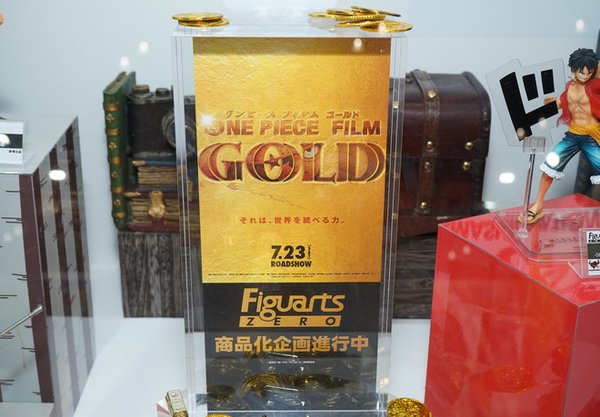 ワンピース フィルム ゴールド
ONE PIECE FILM
GOLD
それは、世界を統べる力。
7.23
ROADSHOW
Figuarts
ZERO
商品化企画進行中
ド
Figuarts